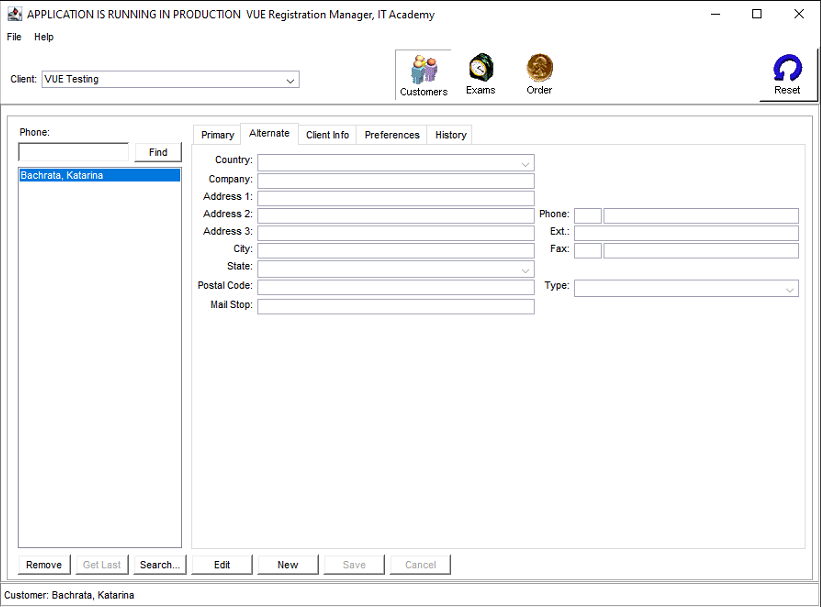 APPLICATION IS RUNNING IN PRODUCTION VUE Registration Manager, IT Academy
File Help
Client: VUE Testing
Customers Exams Order Reset
Phone:
Find
Bachrata, Katarina
Primary Alternate Client Info Preferences History
Country:
Company:
Address 1:
Address 2: Phone:
Address 3: Ext.:
City: Fax:
State:
Postal Code: Type:
Mail Stop:
Remove Get Last Search... Edit New Save Cancel
Customer: Bachrata, Katarina